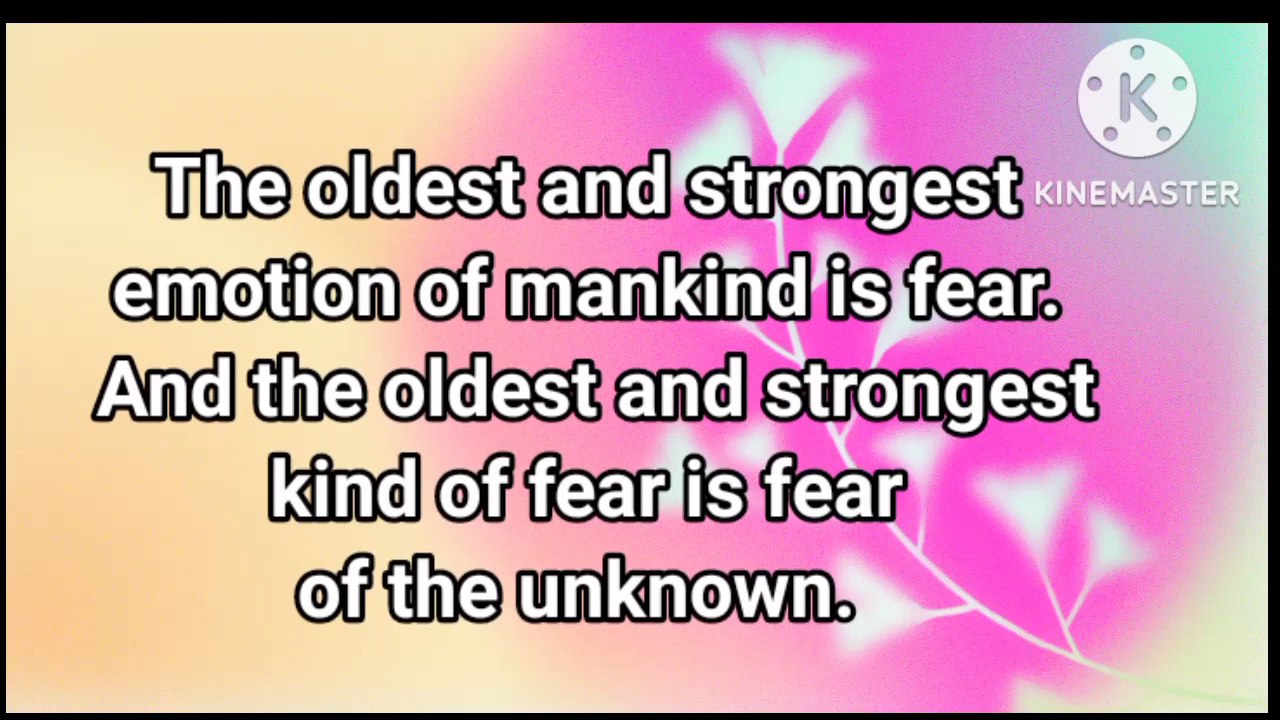 K
KINEMASTER
The oldest and strongest
emotion of mankind is fear.
And the oldest and strongest
kind of fear is fear
of the unknown.